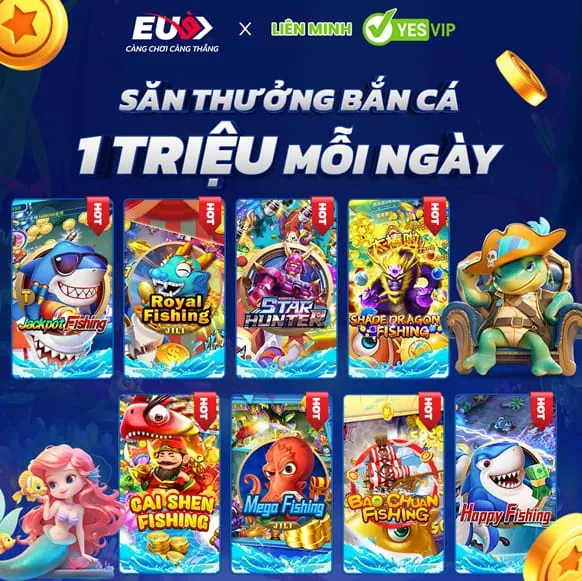 EU9
CÀNG CHƠI CÀNG THẮNG
X
LIÊN MINH
YESVIP
SĂN THƯỞNG BẮN CÁ
1 TRIỆU MỖI NGÀY
HOT
HOT
HOT
HOT
Jackpot Fishing
Royal Fishing
JILI
STAR HUNTER
SHADE DRAGON FISHING
HOT
HOT
HOT
HOT
CAI SHEN FISHING
Mega Fishing
JILI
BAO CHUAN FISHING
Happy Fishing